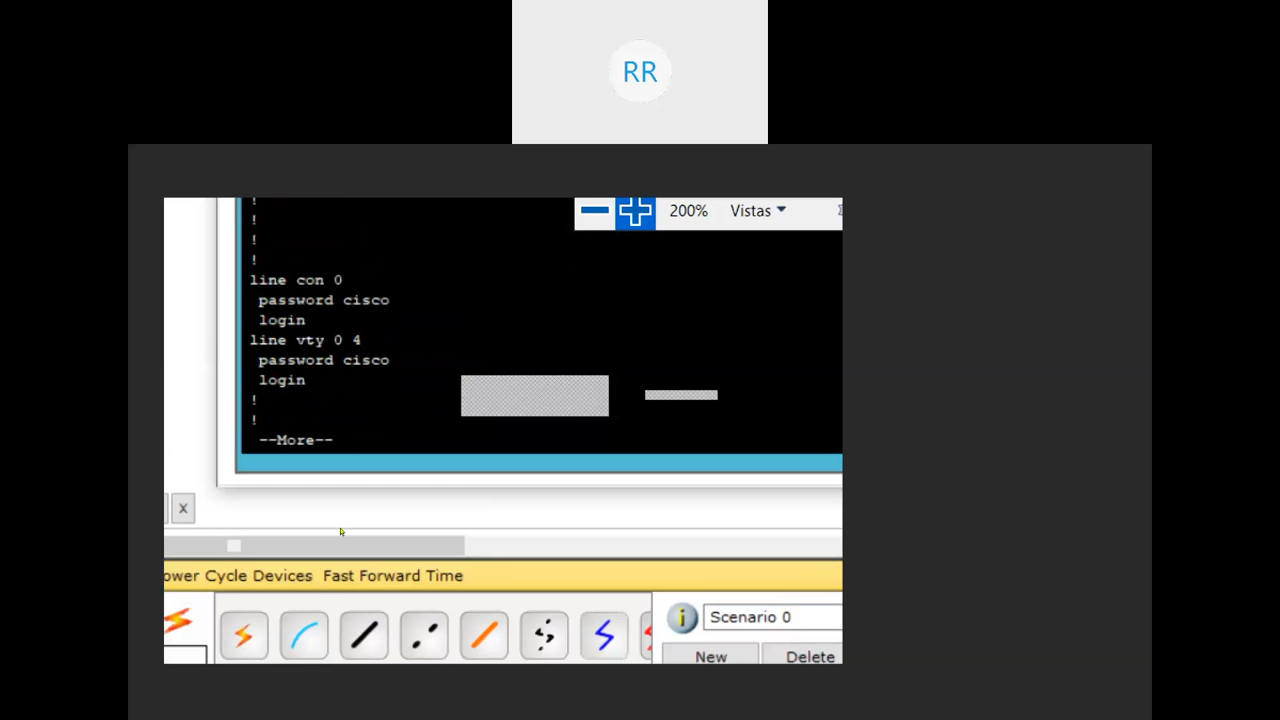 RR
200% Vistas
!
!
!
!
line con 0
password cisco
login
line vty 0 4
password cisco
login
!
!
--More--
x
ower Cycle Devices Fast Forward Time
i
Scenario 0
New Delete